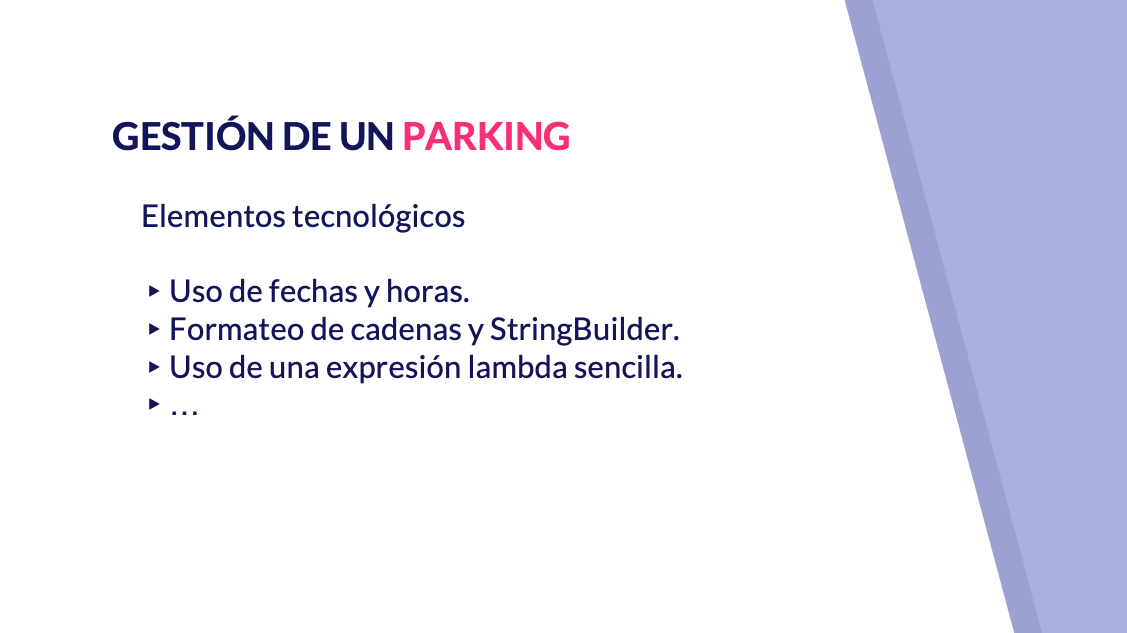 GESTIÓN DE UN PARKING
Elementos tecnológicos
▸ Uso de fechas y horas.
▸ Formateo de cadenas y StringBuilder.
▸ Uso de una expresión lambda sencilla.
▸ …